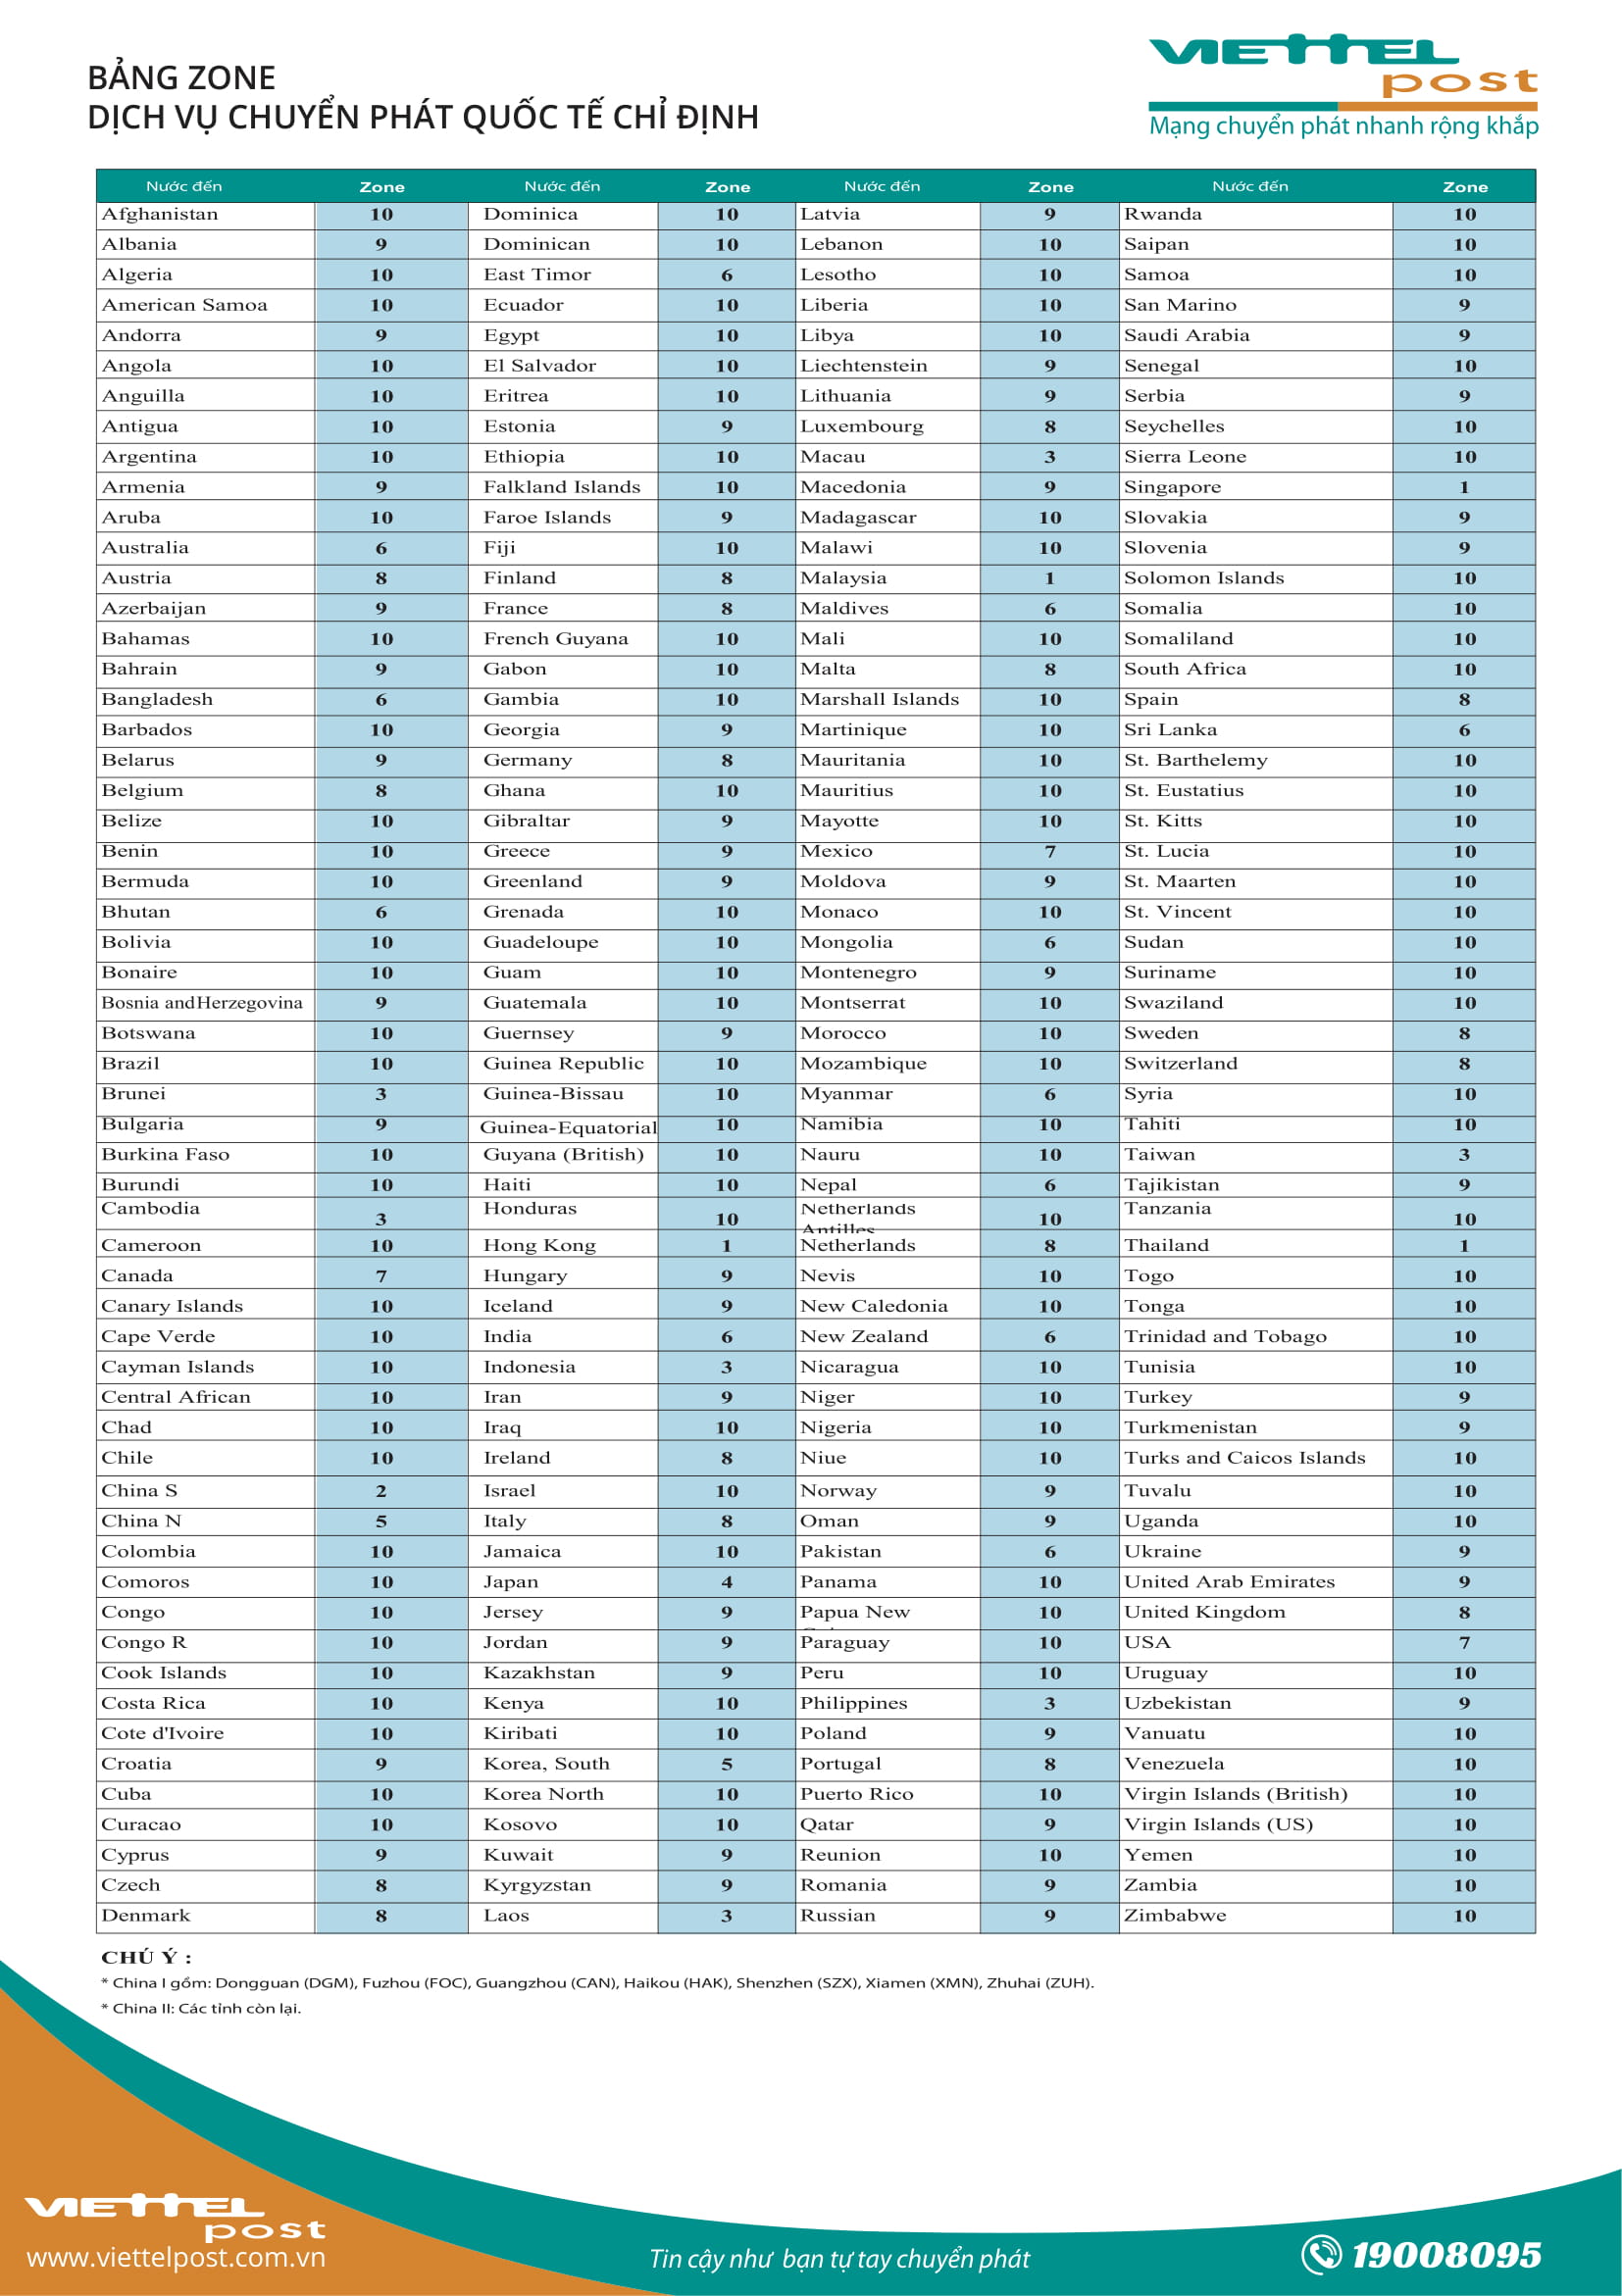 BẢNG ZONE
DỊCH VỤ CHUYỂN PHÁT QUỐC TẾ CHỈ ĐỊNH
VIETTEL
post
Mạng chuyển phát nhanh rộng khắp
Nước đến Zone Nước đến Zone Nước đến Zone Nước đến Zone
Afghanistan 10 Dominica 10 Latvia 9 Rwanda 10
Albania 9 Dominican 10 Lebanon 10 Saipan 10
Algeria 10 East Timor 6 Lesotho 10 Samoa 10
American Samoa 10 Ecuador 10 Liberia 10 San Marino 9
Andorra 9 Egypt 10 Libya 10 Saudi Arabia 9
Angola 10 El Salvador 10 Liechtenstein 9 Senegal 10
Anguilla 10 Eritrea 10 Lithuania 9 Serbia 9
Antigua 10 Estonia 9 Luxembourg 8 Seychelles 10
Argentina 10 Ethiopia 10 Macau 3 Sierra Leone 10
Armenia 9 Falkland Islands 10 Macedonia 9 Singapore 1
Aruba 10 Faroe Islands 9 Madagascar 10 Slovakia 9
Australia 6 Fiji 10 Malawi 10 Slovenia 9
Austria 8 Finland 8 Malaysia 1 Solomon Islands 10
Azerbaijan 9 France 8 Maldives 6 Somalia 10
Bahamas 10 French Guyana 10 Mali 10 Somaliland 10
Bahrain 9 Gabon 10 Malta 8 South Africa 10
Bangladesh 6 Gambia 10 Marshall Islands 10 Spain 8
Barbados 10 Georgia 9 Martinique 10 Sri Lanka 6
Belarus 9 Germany 8 Mauritania 10 St. Barthelemy 10
Belgium 8 Ghana 10 Mauritius 10 St. Eustatius 10
Belize 10 Gibraltar 9 Mayotte 10 St. Kitts 10
Benin 10 Greece 9 Mexico 7 St. Lucia 10
Bermuda 10 Greenland 9 Moldova 9 St. Maarten 10
Bhutan 6 Grenada 10 Monaco 10 St. Vincent 10
Bolivia 10 Guadeloupe 10 Mongolia 6 Sudan 10
Bonaire 10 Guam 10 Montenegro 9 Suriname 10
Bosnia andHerzegovina 9 Guatemala 10 Montserrat 10 Swaziland 10
Botswana 10 Guernsey 9 Morocco 10 Sweden 8
Brazil 10 Guinea Republic 10 Mozambique 10 Switzerland 8
Brunei 3 Guinea-Bissau 10 Myanmar 6 Syria 10
Bulgaria 9 Guinea-Equatorial 10 Namibia 10 Tahiti 10
Burkina Faso 10 Guyana (British) 10 Nauru 10 Taiwan 3
Burundi 10 Haiti 10 Nepal 6 Tajikistan 9
Cambodia 3 Honduras 10 Netherlands Antilles 10 Tanzania 10
Cameroon 10 Hong Kong 1 Netherlands 8 Thailand 1
Canada 7 Hungary 9 Nevis 10 Togo 10
Canary Islands 10 Iceland 9 New Caledonia 10 Tonga 10
Cape Verde 10 India 6 New Zealand 6 Trinidad and Tobago 10
Cayman Islands 10 Indonesia 3 Nicaragua 10 Tunisia 10
Central African 10 Iran 9 Niger 10 Turkey 9
Chad 10 Iraq 10 Nigeria 10 Turkmenistan 9
Chile 10 Ireland 8 Niue 10 Turks and Caicos Islands 10
China S 2 Israel 10 Norway 9 Tuvalu 10
China N 5 Italy 8 Oman 9 Uganda 10
Colombia 10 Jamaica 10 Pakistan 6 Ukraine 9
Comoros 10 Japan 4 Panama 10 United Arab Emirates 9
Congo 10 Jersey 9 Papua New 10 United Kingdom 8
Congo R 10 Jordan 9 Paraguay 10 USA 7
Cook Islands 10 Kazakhstan 9 Peru 10 Uruguay 10
Costa Rica 10 Kenya 10 Philippines 3 Uzbekistan 9
Cote d'Ivoire 10 Kiribati 10 Poland 9 Vanuatu 10
Croatia 9 Korea, South 5 Portugal 8 Venezuela 10
Cuba 10 Korea North 10 Puerto Rico 10 Virgin Islands (British) 10
Curacao 10 Kosovo 10 Qatar 9 Virgin Islands (US) 10
Cyprus 9 Kuwait 9 Reunion 10 Yemen 10
Czech 8 Kyrgyzstan 9 Romania 9 Zambia 10
Denmark 8 Laos 3 Russian 9 Zimbabwe 10
CHÚ Ý :
* China I gồm: Dongguan (DGM), Fuzhou (FOC), Guangzhou (CAN), Haikou (HAK), Shenzhen (SZX), Xiamen (XMN), Zhuhai (ZUH).
* China II: Các tỉnh còn lại.
VIETTEL
post
www.viettelpost.com.vn
Tin cậy như bạn tự tay chuyển phát
19008095